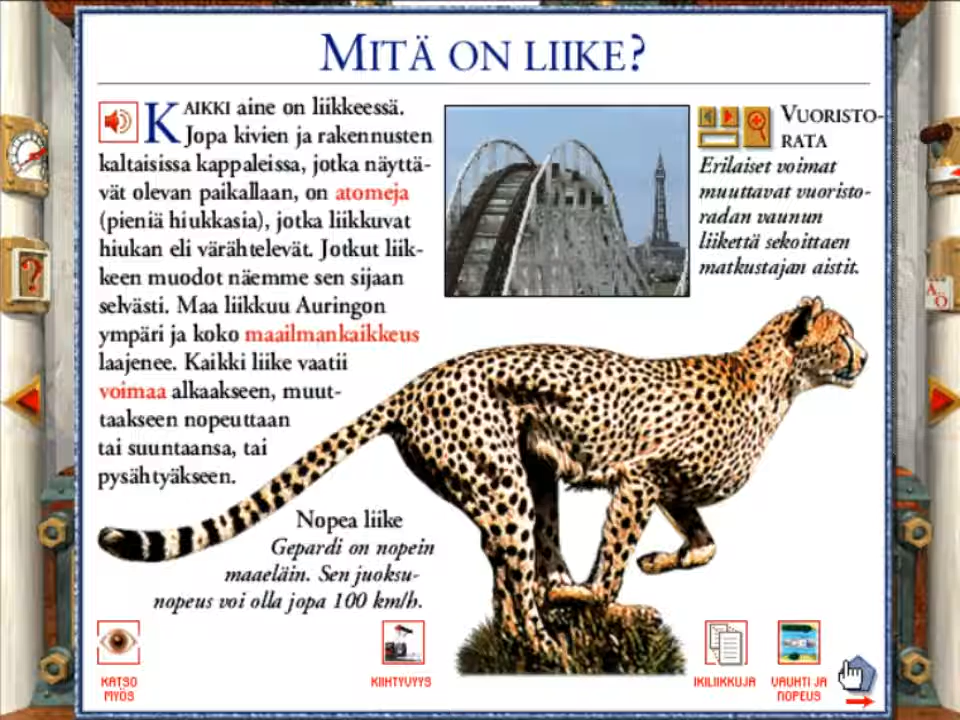 MITÄ ON LIIKE?
KAIKKI aine on liikkeessä.
Jopa kivien ja rakennusten
kaltaisissa kappaleissa, jotka näyttä-
vät olevan paikallaan, on atomeja
(pieniä hiukkasia), jotka liikkuvat
hiukan eli värähtelevät. Jotkut liik-
keen muodot näemme sen sijaan
selvästi. Maa liikkuu Auringon
ympäri ja koko maailmankaikkeus
laajenee. Kaikki liike vaatii
voimaa alkaakseen, muut-
taakseen nopeuttaan
tai suuntaansa, tai
pysähtyäkseen.
VUORISTO-
RATA
Erilaiset voimat
muuttavat vuoristo-
radan vaunun
liikettä sekoittaen
matkustajan aistit.
Nopea liike
Gepardi on nopein
maaeläin. Sen juoksu-
nopeus voi olla jopa 100 km/h.
?
A
Ö
KATSO
MYÖS
KIIHTYVYYS
IKILIIKKUJA
VAUHTI JA
NOPEUS